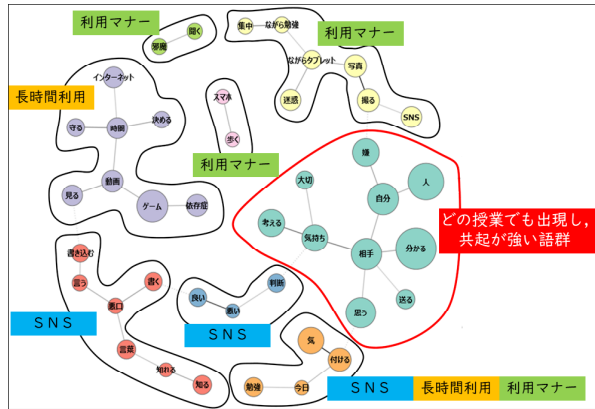 利用マナー
聞く
邪魔
利用マナー
集中
ながら勉強
ながらタブレット
写真
迷惑
撮る
SNS
長時間利用
インターネット
守る
時間
決める
動画
見る
ゲーム
依存症
スマホ
歩く
利用マナー
嫌
人
大切
自分
考える
気持ち
相手
分かる
思う
送る
どの授業でも出現し,
共起が強い語群
書き込む
言う
書く
悪口
言葉
知れる
知る
SNS
良い
悪い
判断
SNS
気
付ける
勉強
今日
SNS
長時間利用
利用マナー